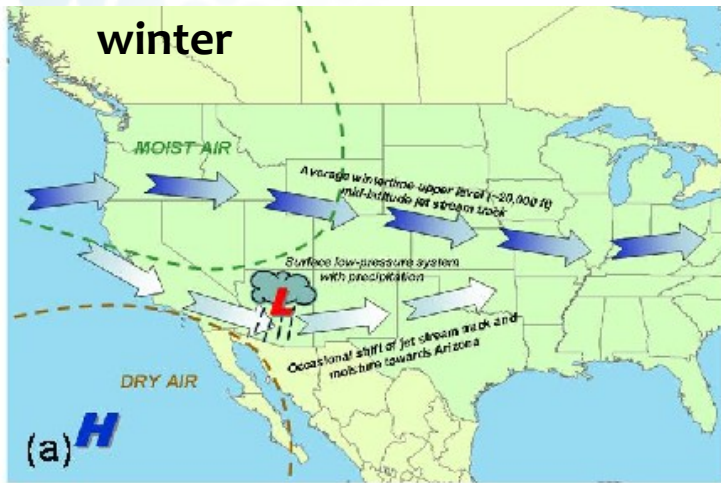 winter
MOIST AIR
Average wintertime upper level (~20,000 ft)
mid-latitude jet stream track
Surface low-pressure system
with precipitation
L
Occasional shift of jet stream track and
moisture towards Arizona
DRY AIR
(a) H